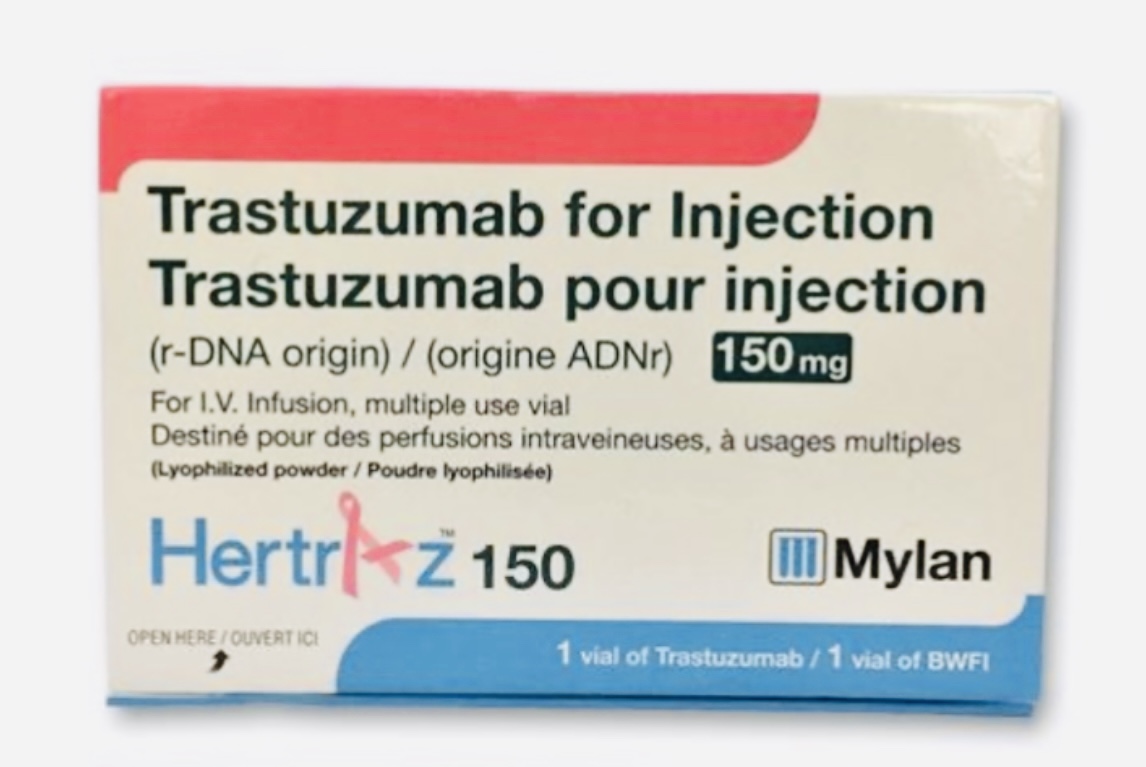 Trastuzumab for Injection
Trastuzumab pour injection
(r-DNA origin) / (origine ADNr) 150 mg
For I.V. Infusion, multiple use vial
Destiné pour des perfusions intraveineuses, à usages multiples
(Lyophilized powder / Poudre lyophilisée)
Hertraz™ 150
Mylan
OPEN HERE / OUVERT ICI
1 vial of Trastuzumab / 1 vial of BWFI